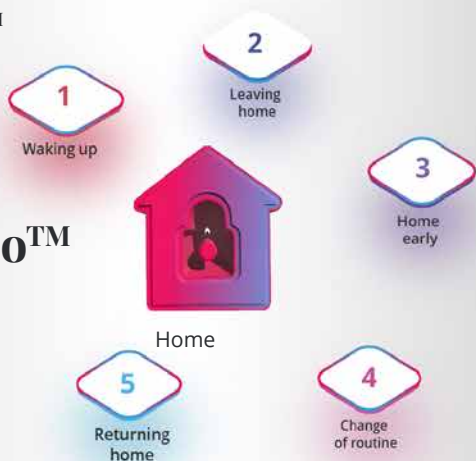 1
Waking up
2
Leaving
home
3
Home
early
o™
Home
5
Returning
home
4
Change
of routine